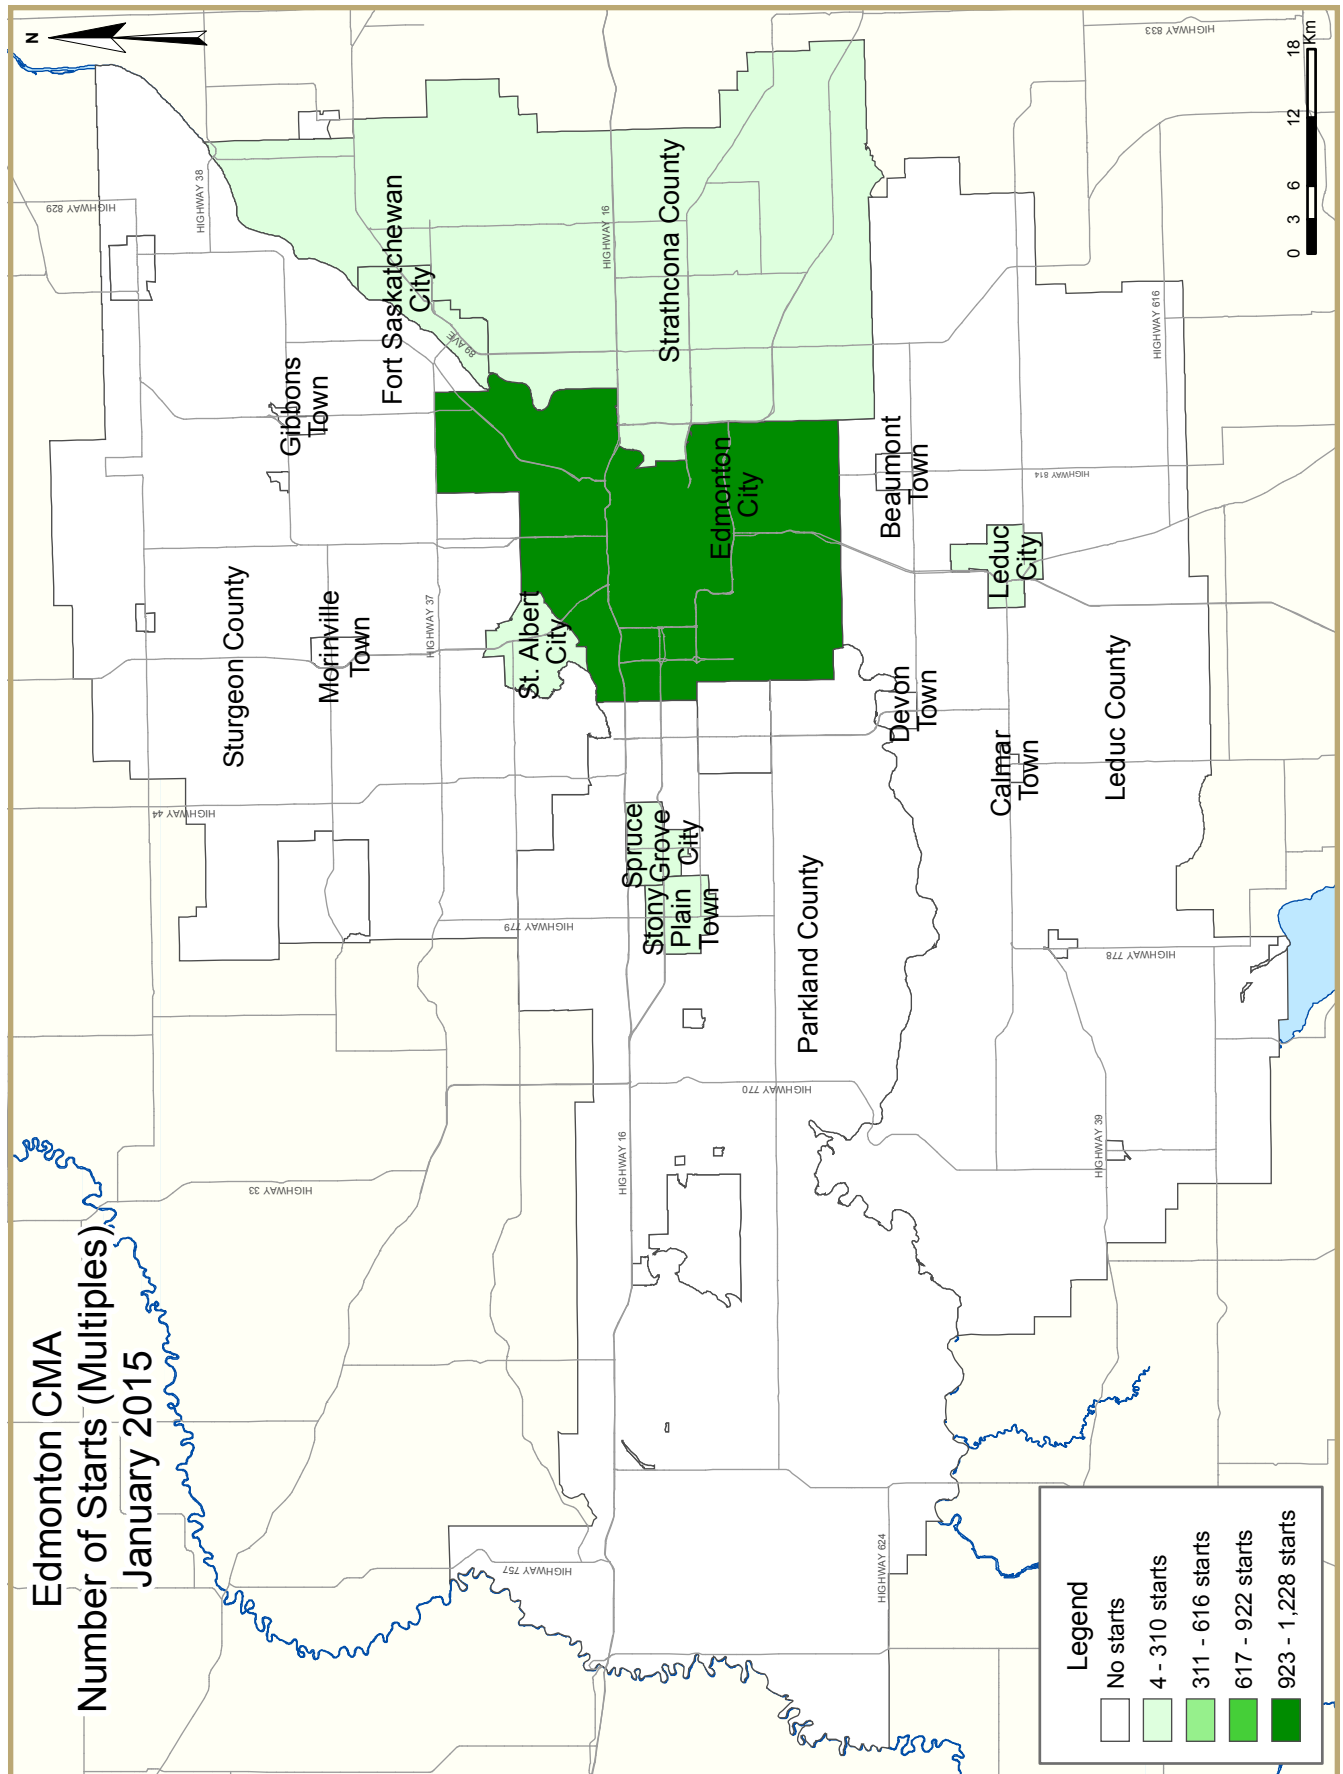 Edmonton CMA
Number of Starts (Multiples)
January 2015
N
HIGHWAY 833
HIGHWAY 829
HIGHWAY 38
HIGHWAY 44
HIGHWAY 33
HIGHWAY 37
HIGHWAY 779
HIGHWAY 757
HIGHWAY 16
HIGHWAY 16
89 AVE
HIGHWAY 770
HIGHWAY 624
HIGHWAY 814
HIGHWAY 616
HIGHWAY 778
HIGHWAY 39
Sturgeon County
Gibbons
Town
Morinville
Town
Fort Saskatchewan
City
St. Albert
City
Strathcona County
Edmonton
City
Spruce
Grove
City
Stony
Plain
Town
Parkland County
Beaumont
Town
Devon
Town
Leduc
City
Calmar
Town
Leduc County
Legend
No starts
4 - 310 starts
311 - 616 starts
617 - 922 starts
923 - 1,228 starts
0 3 6 12 18
Km